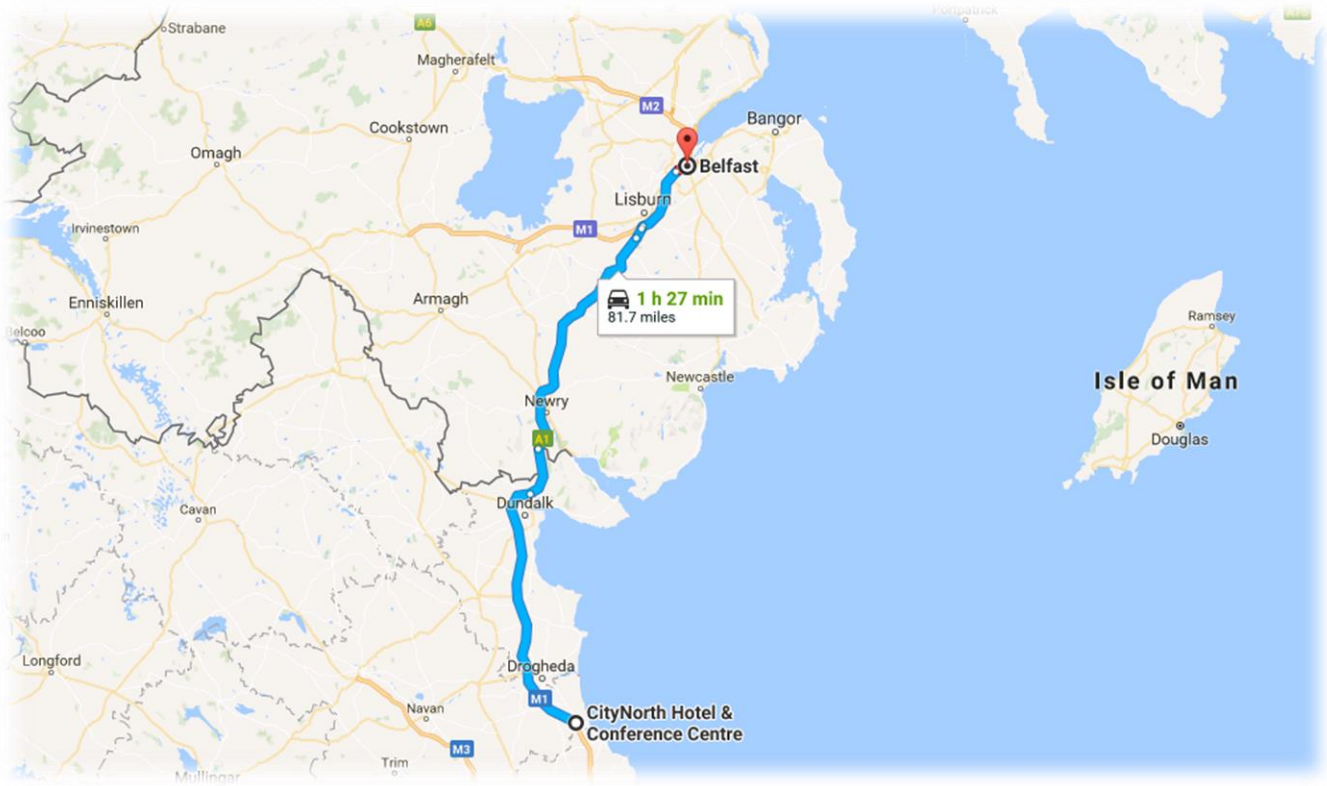 Portpatrick
A6
Strabane
Magherafelt
M2
Bangor
Cookstown
Omagh
Belfast
Lisburn
Irvinestown
M1
1 h 27 min
81.7 miles
Enniskillen
Armagh
Belcoo
Ramsey
Newcastle
Isle of Man
Newry
A1
Douglas
Dundalk
Cavan
Longford
Drogheda
M1
Navan
CityNorth Hotel &
Conference Centre
M3
Trim
Mullingar